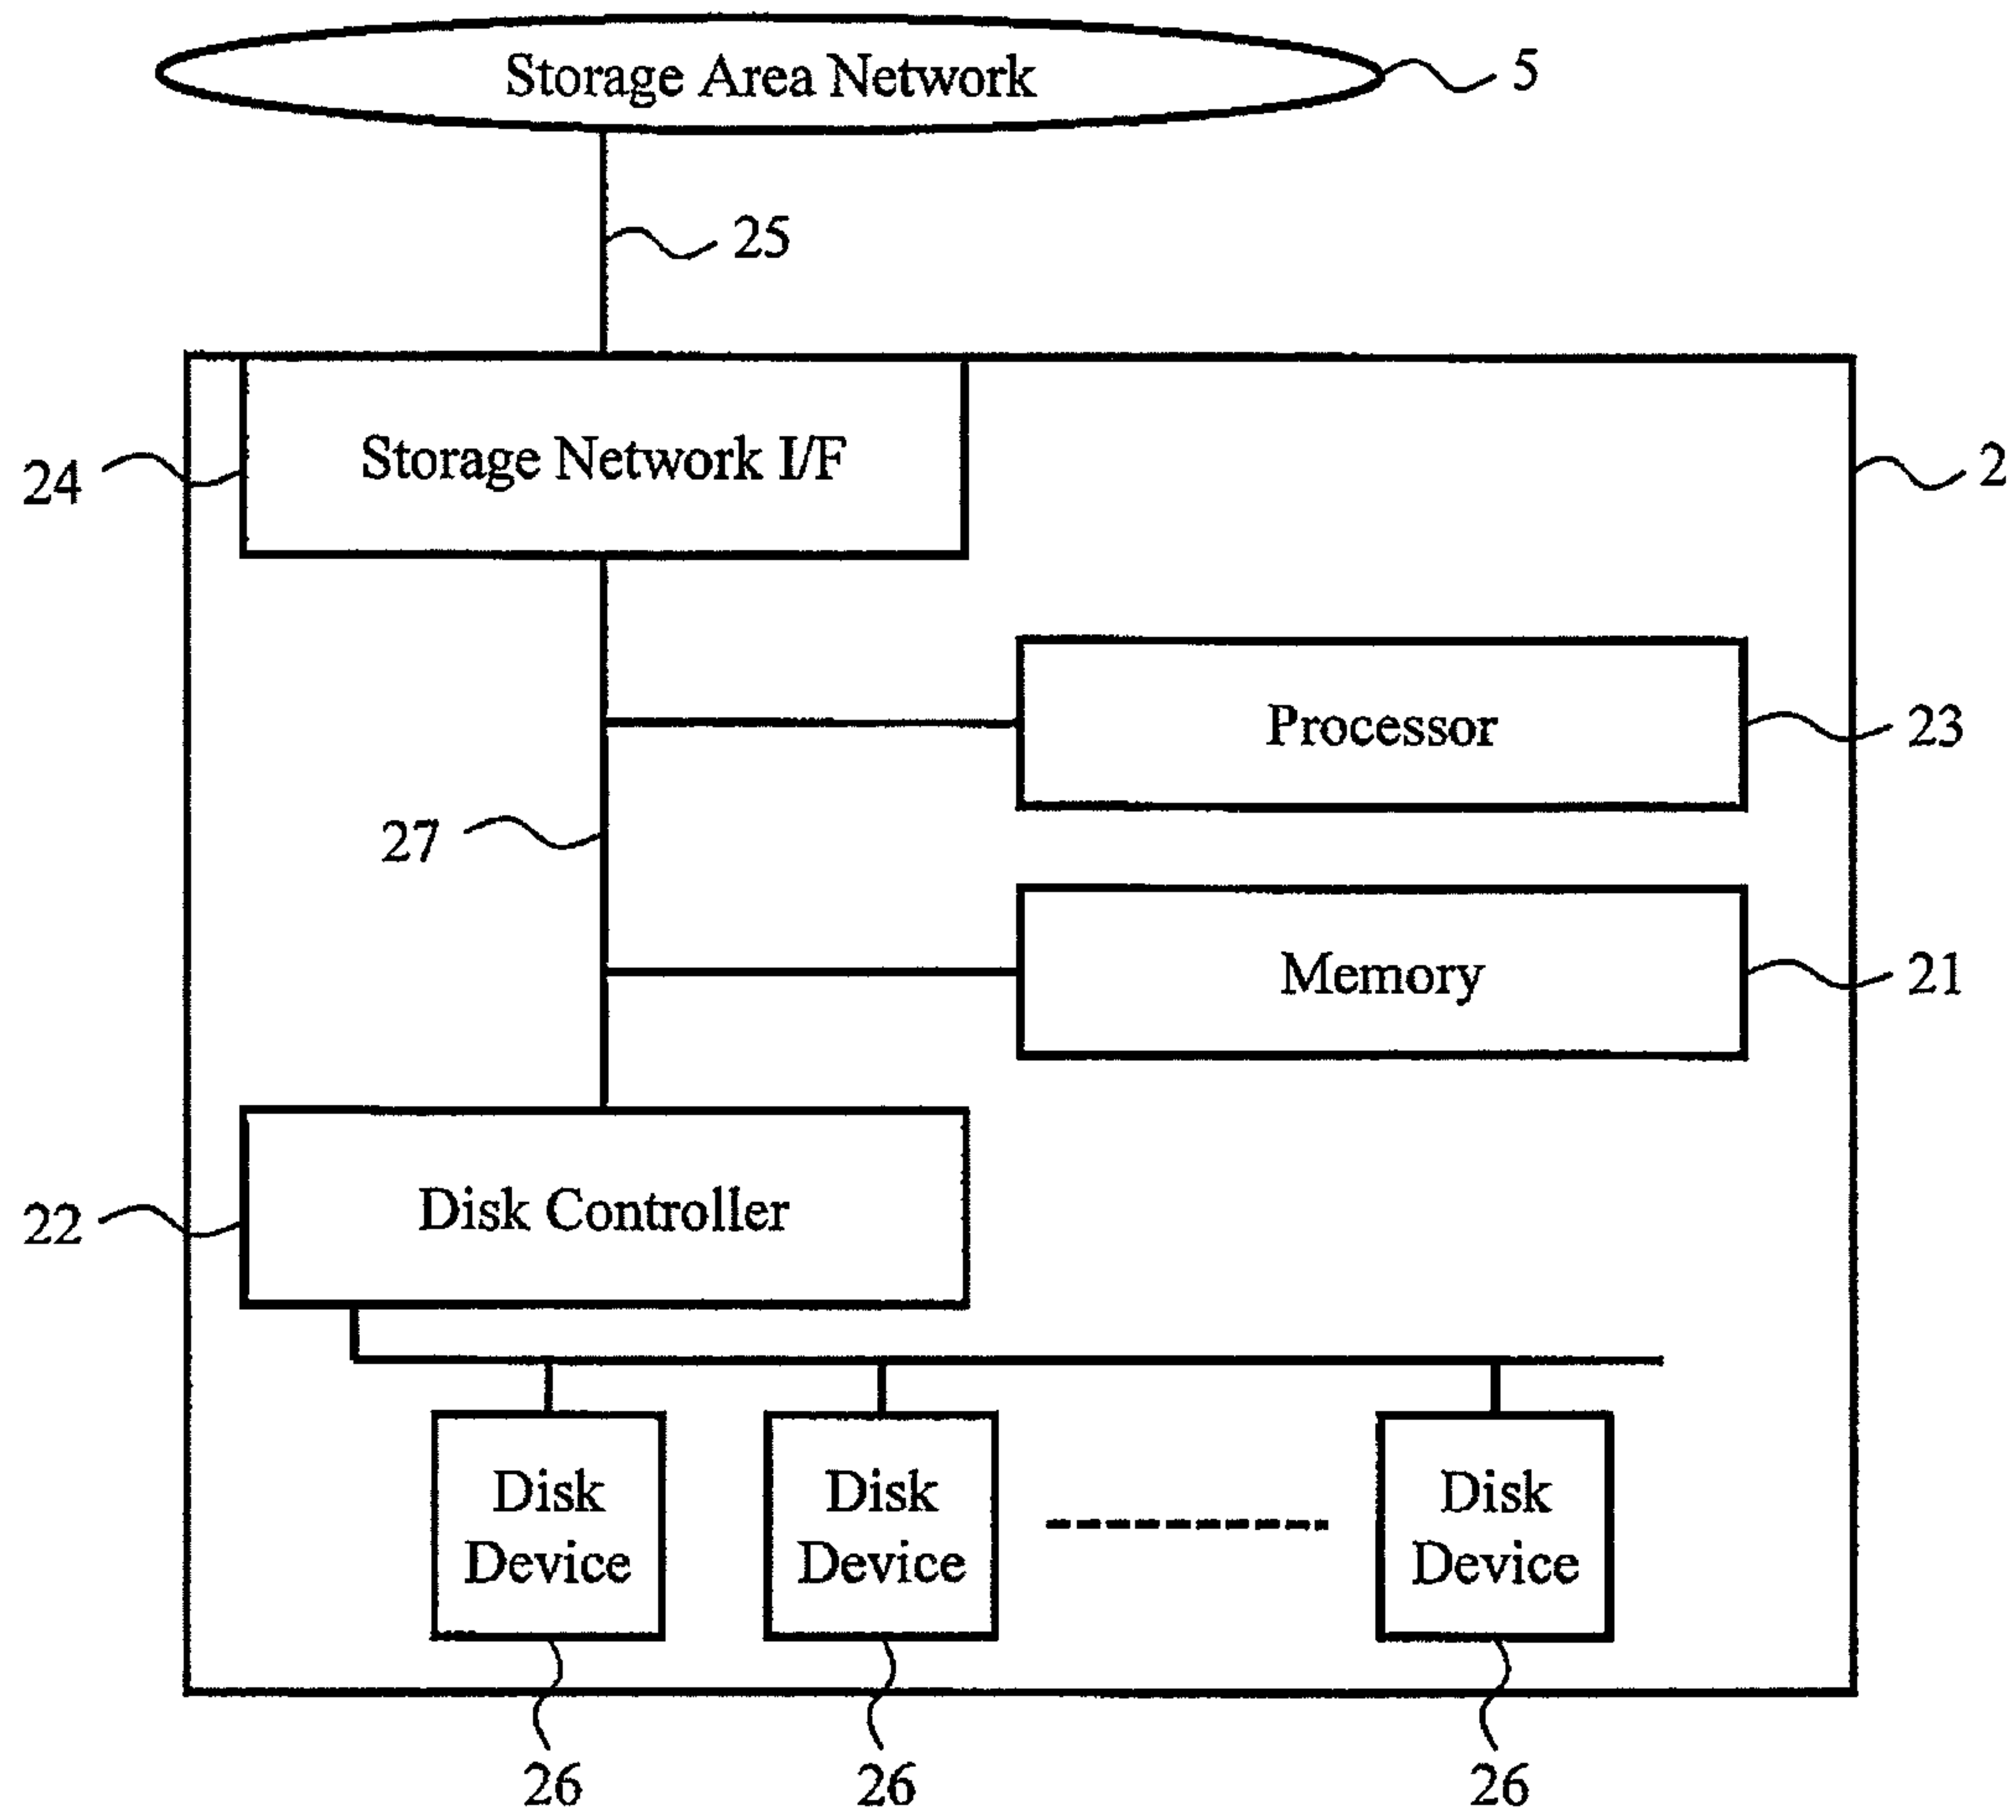 Storage Area Network
5
25
Storage Network I/F
24
2
Processor
23
27
Memory
21
Disk Controller
22
Disk
Device
Disk
Device
Disk
Device
26
26
26